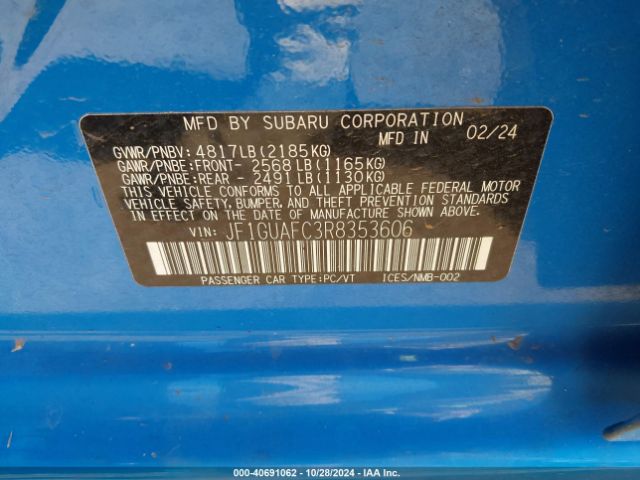 MFD BY SUBARU CORPORATION
MFD IN 02/24
GVWR/PNBV: 4817LB(2185KG)
GAWR/PNBE:FRONT- 2568LB(1165KG)
GAWR/PNBE:REAR - 2491LB(1130KG)
THIS VEHICLE CONFORMS TO ALL APPLICABLE FEDERAL MOTOR
VEHICLE SAFETY, BUMPER, AND THEFT PREVENTION STANDARDS
IN EFFECT ON THE DATE OF MANUFACTURE SHOWN ABOVE.
VIN: JF1GUAFC3R8353606
PASSENGER CAR TYPE:PC/VT ICES/NMB-002
000-40691062 - 10/28/2024 - IAA Inc.